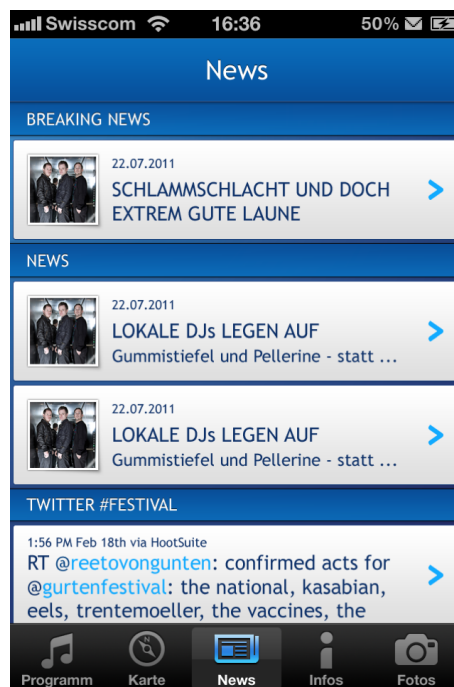 Swisscom 16:36 50%
News
BREAKING NEWS
22.07.2011
SCHLAMMSCHLACHT UND DOCH
EXTREM GUTE LAUNE
NEWS
22.07.2011
LOKALE DJs LEGEN AUF
Gummistiefel und Pellerine - statt ...
22.07.2011
LOKALE DJs LEGEN AUF
Gummistiefel und Pellerine - statt ...
TWITTER #FESTIVAL
1:56 PM Feb 18th via HootSuite
RT @reetovongunten: confirmed acts for
@gurtenfestival: the national, kasabian,
eels, trentemoeller, the vaccines, the
Programm Karte News Infos Fotos